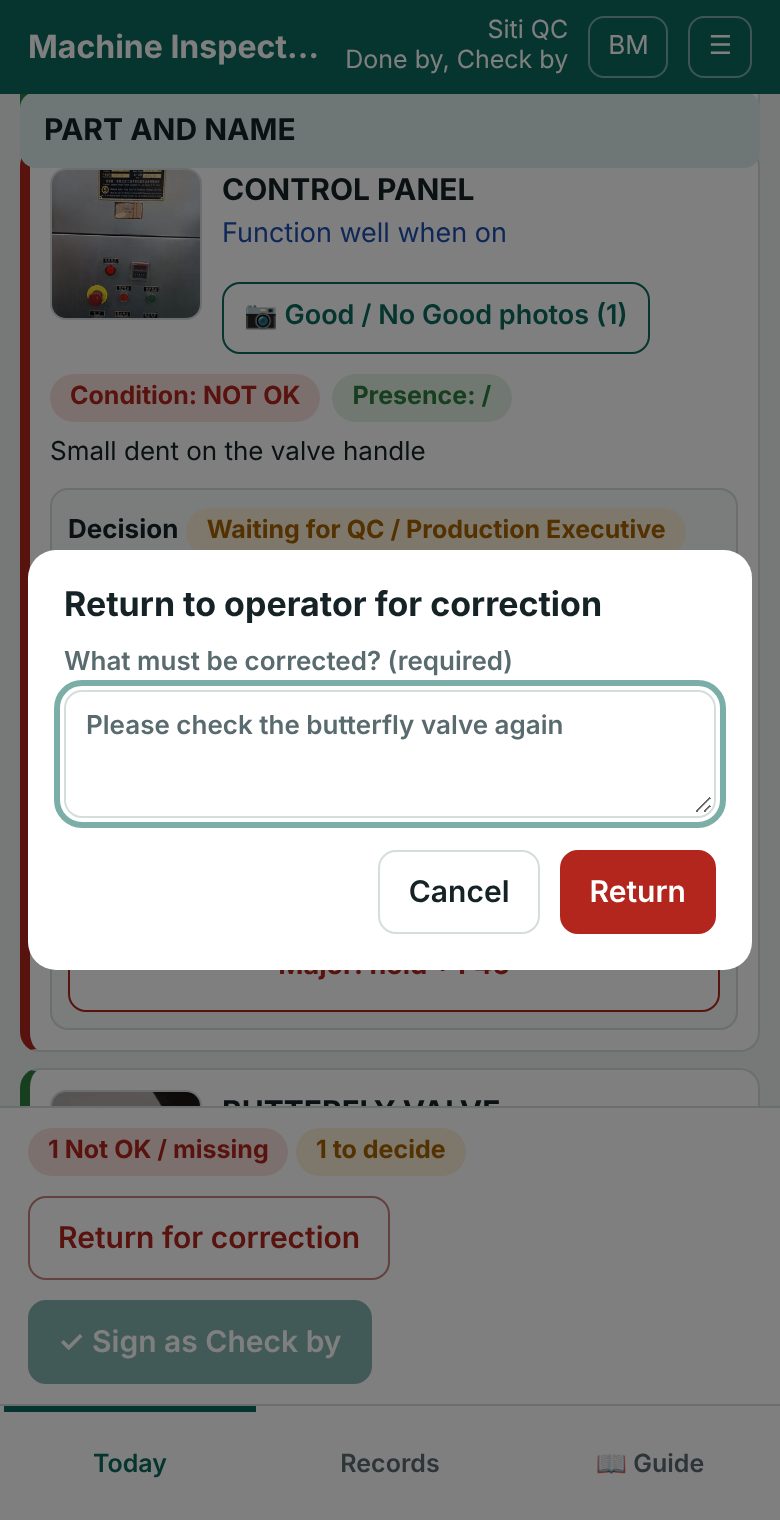 Machine Inspect...
Siti QC
Done by, Check by
BM
☰
PART AND NAME
CONTROL PANEL
Function well when on
📷 Good / No Good photos (1)
Condition: NOT OK
Presence: /
Small dent on the valve handle
Decision
Waiting for QC / Production Executive
Return to operator for correction
What must be corrected? (required)
Please check the butterfly valve again
Cancel
Return
BUTTERFLY VALVE
1 Not OK / missing
1 to decide
Return for correction
✓ Sign as Check by
Today
Records
📖 Guide